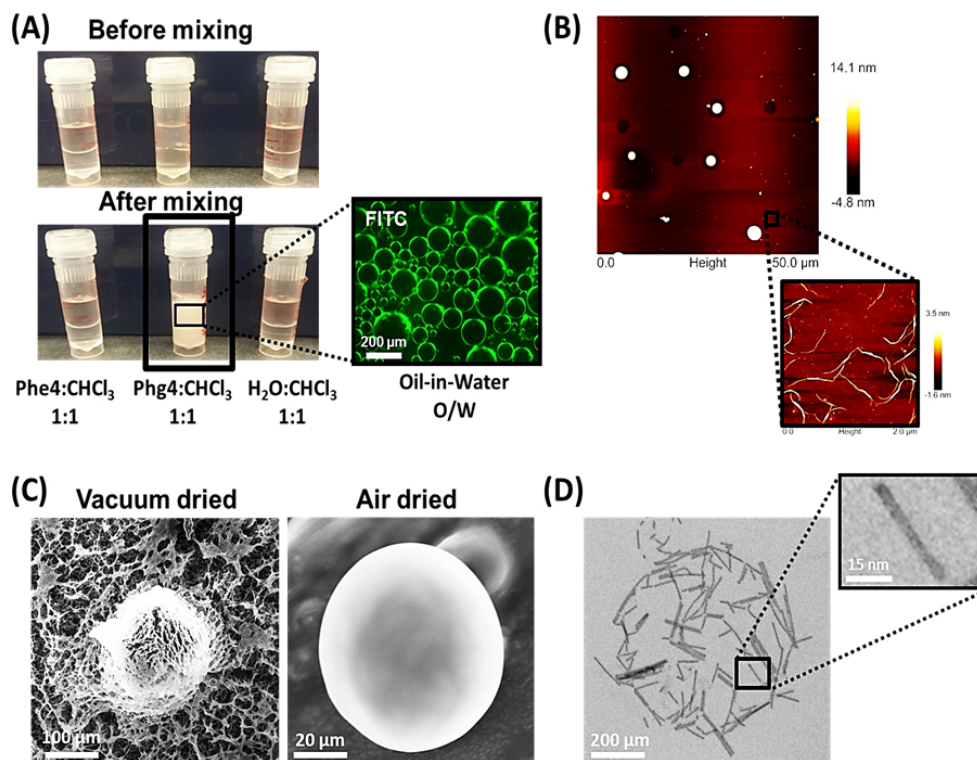 (A)
Before mixing
After mixing
FITC
200 µm
Phe4:CHCl₃
1:1
Phg4:CHCl₃
1:1
H₂O:CHCl₃
1:1
Oil-in-Water
O/W
(B)
14.1 nm
-4.8 nm
0.0 Height 50.0 µm
3.5 nm
-1.6 nm
0.0 Height 2.0 µm
(C)
Vacuum dried
Air dried
100 µm
20 µm
(D)
15 nm
200 µm